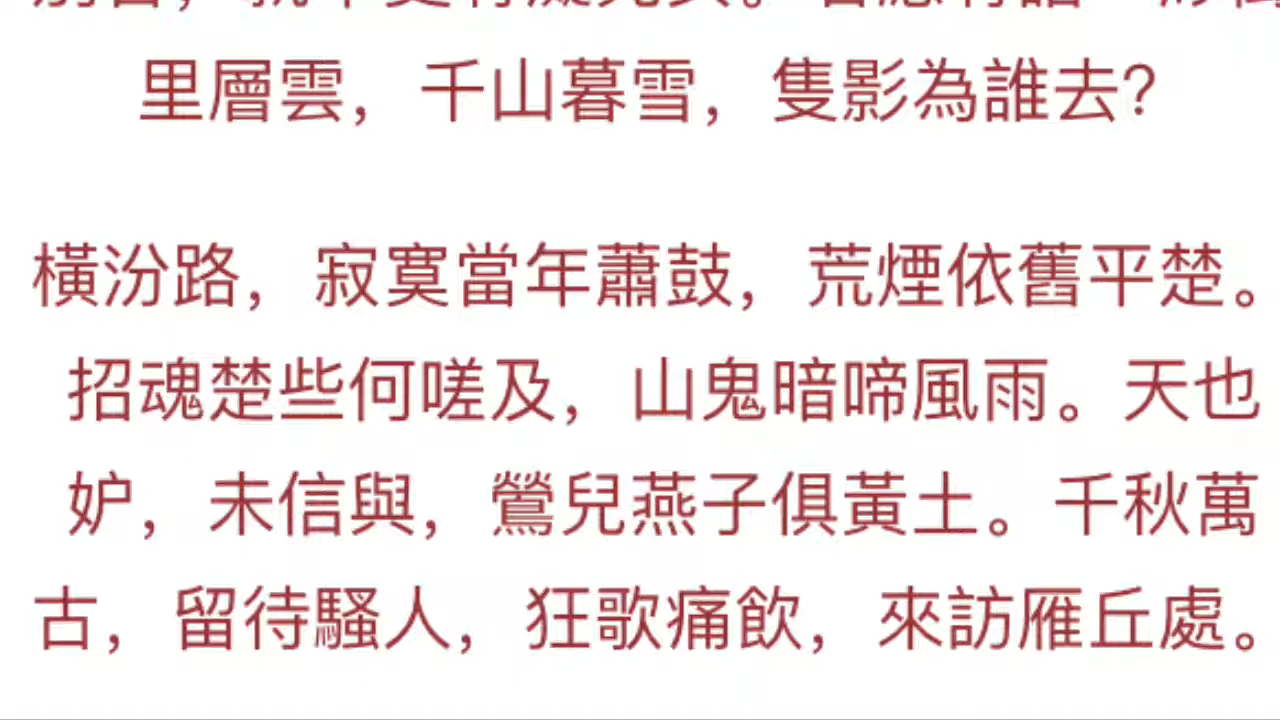 里層雲，千山暮雪，隻影為誰去？
橫汾路，寂寞當年蕭鼓，荒煙依舊平楚。
招魂楚些何嗟及，山鬼暗啼風雨。天也
妒，未信與，鶯兒燕子俱黃土。千秋萬
古，留待騷人，狂歌痛飲，來訪雁丘處。